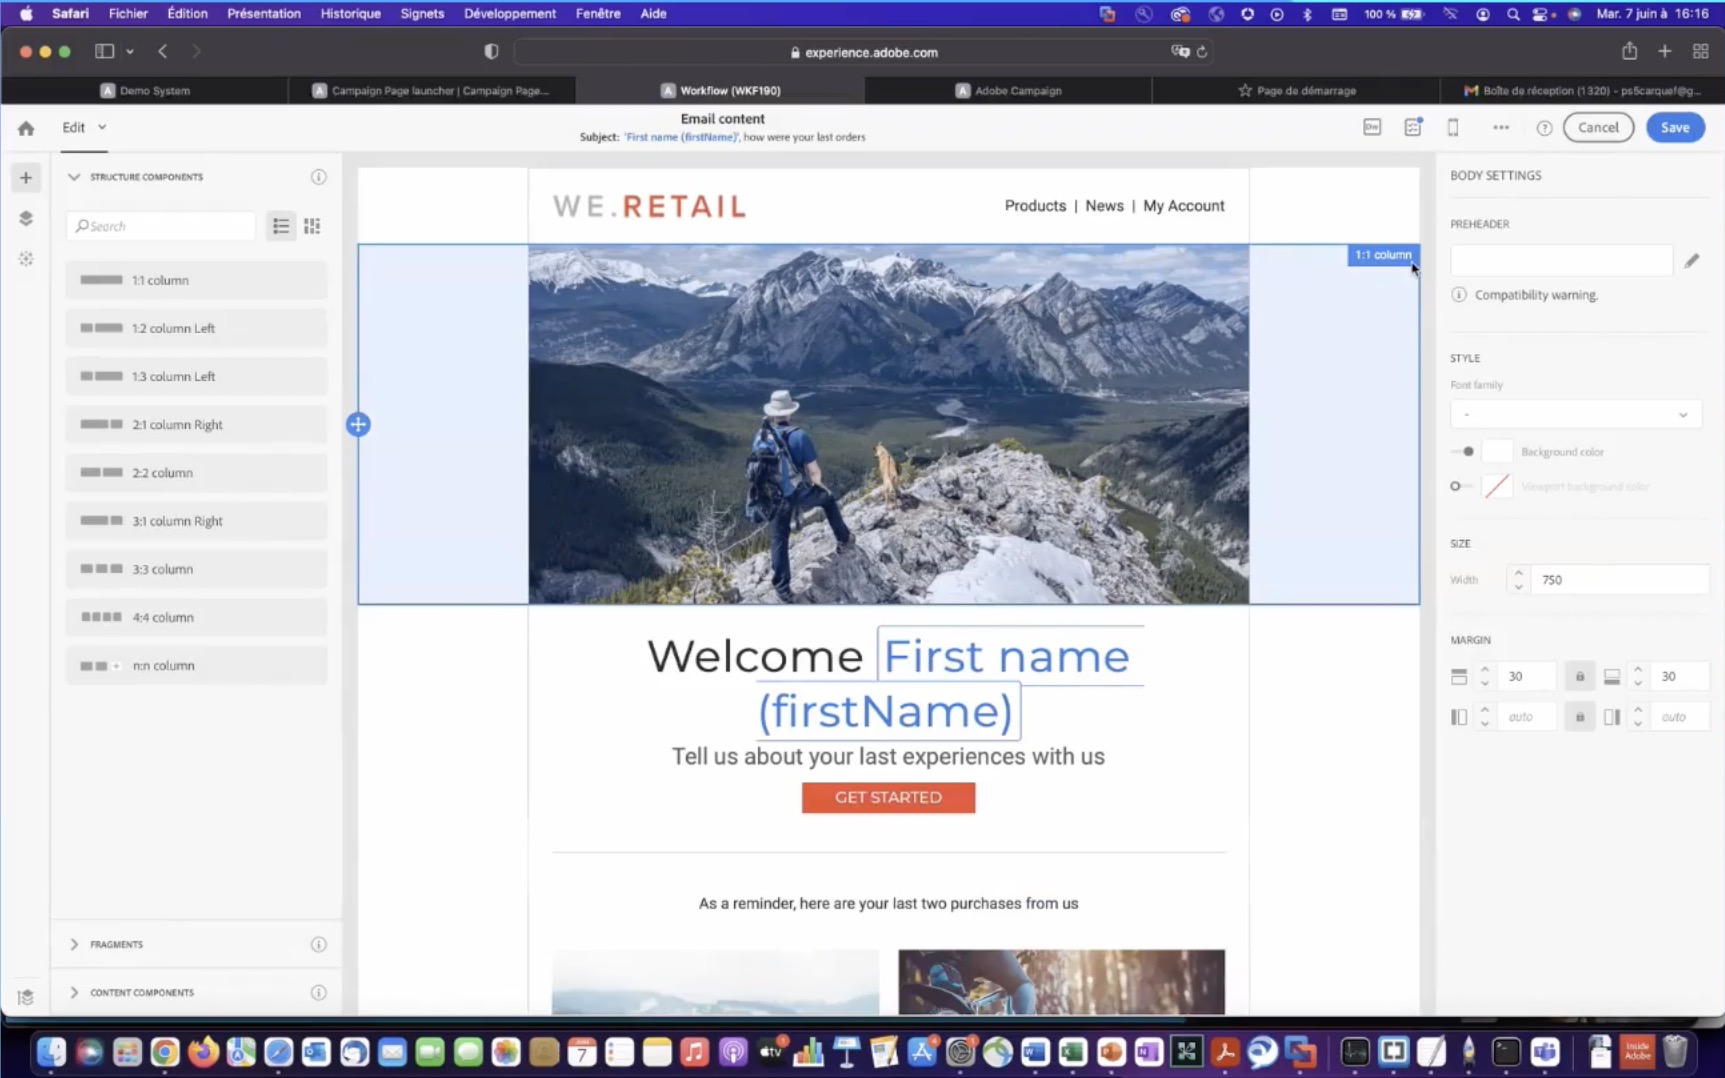 Safari Fichier Édition Présentation Historique Signets Développement Fenêtre Aide 100 % Mar. 7 juin à 16:16
experience.adobe.com
Demo System
Campaign Page launcher | Campaign Page...
Workflow (WKF190)
Adobe Campaign
Page de démarrage
Boîte de réception (1 320) - ps5carquef@g...
Edit
Email content
Subject: 'First name (firstName)', how were your last orders
Cancel
Save
STRUCTURE COMPONENTS
Search
1:1 column
1:2 column Left
1:3 column Left
2:1 column Right
2:2 column
3:1 column Right
3:3 column
4:4 column
n:n column
FRAGMENTS
CONTENT COMPONENTS
WE.RETAIL
Products | News | My Account
1:1 column
Welcome First name
(firstName)
Tell us about your last experiences with us
GET STARTED
As a reminder, here are your last two purchases from us
BODY SETTINGS
PREHEADER
Compatibility warning.
STYLE
Font family
-
Background color
Viewport background color
SIZE
Width 750
MARGIN
30 30
auto auto
tv
7
Inside
Adobe